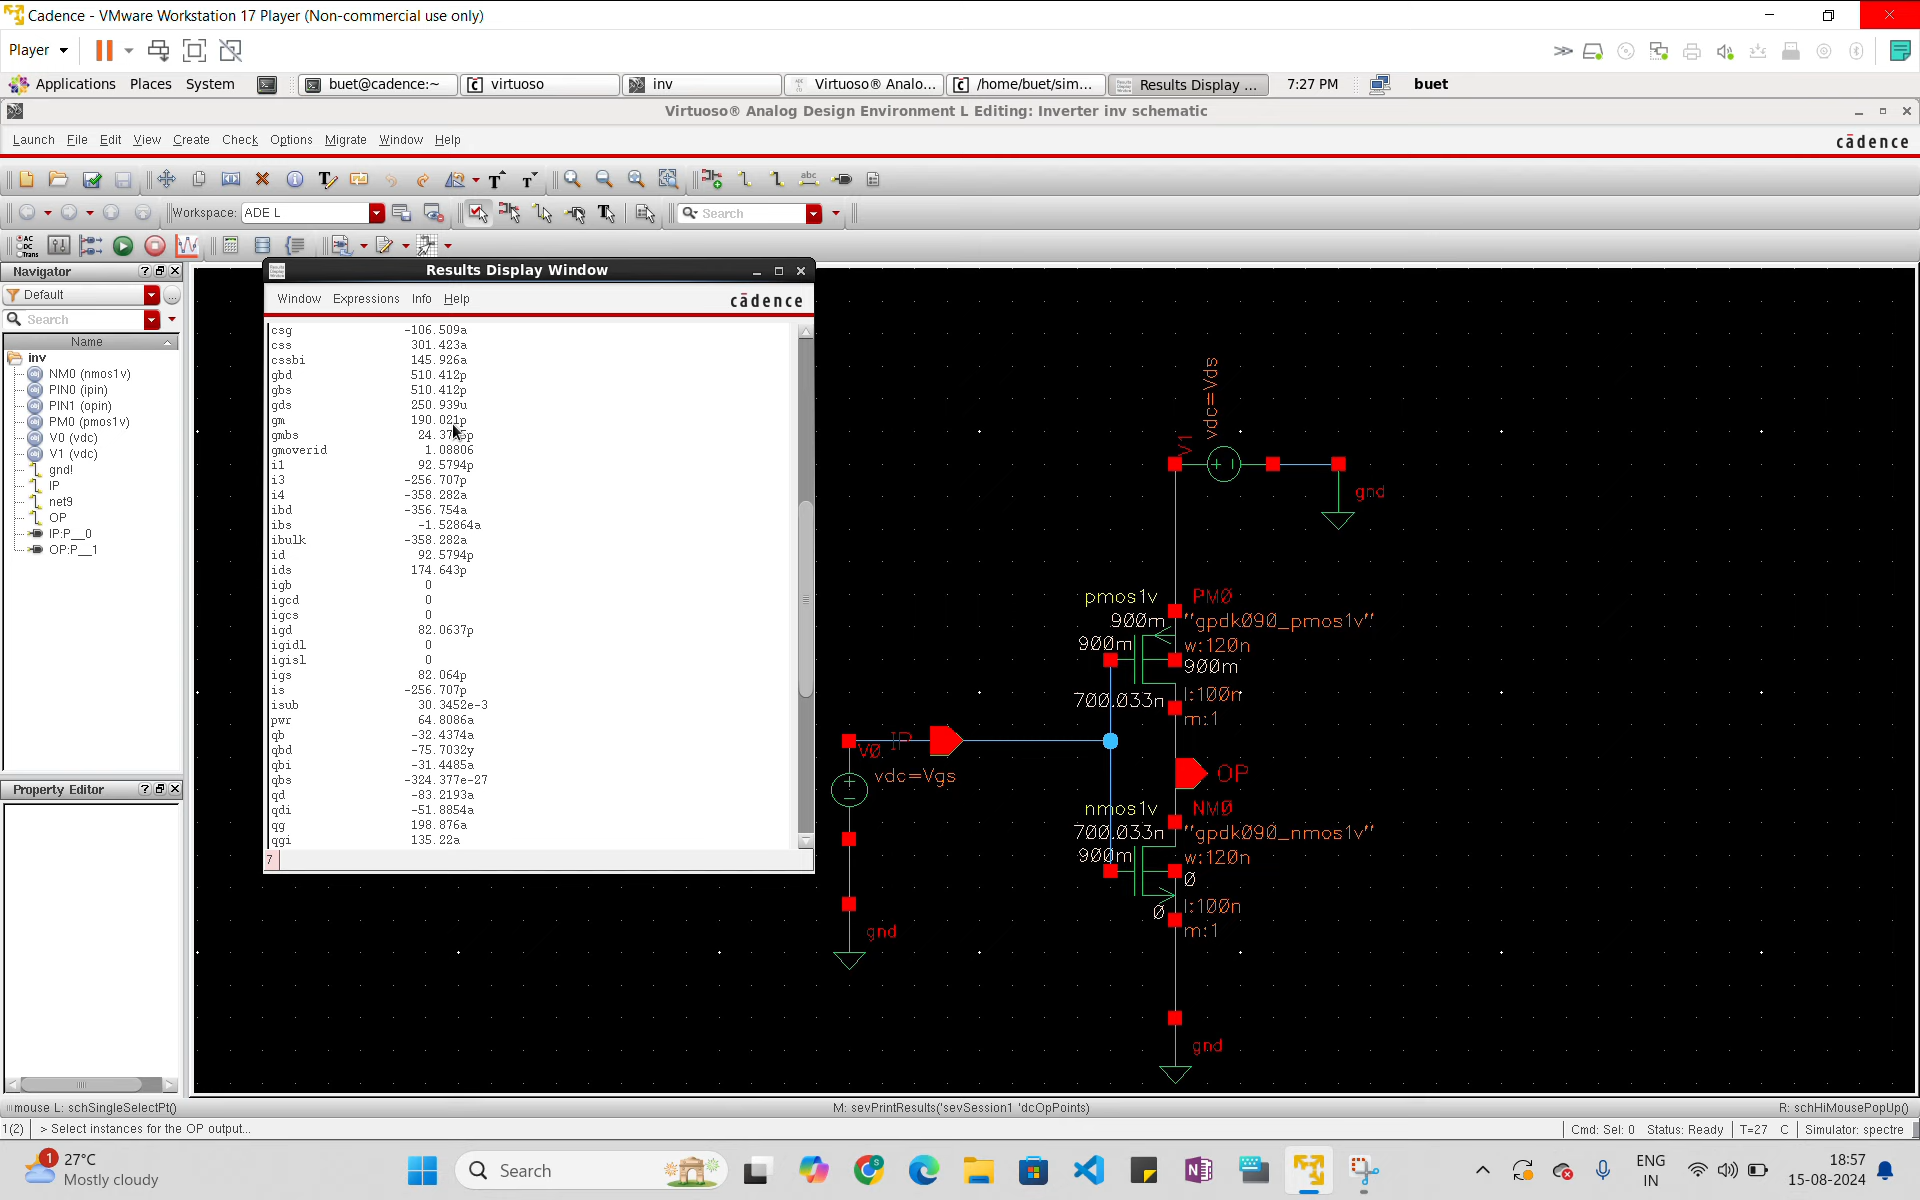 Cadence - VMware Workstation 17 Player (Non-commercial use only)
Player
Applications Places System buet@cadence:~ virtuoso inv Virtuoso® Analo... /home/buet/sim... Results Display ... 7:27 PM buet
Virtuoso® Analog Design Environment L Editing: Inverter inv schematic
Launch File Edit View Create Check Options Migrate Window Help cādence
Workspace: ADE L Search
AC DC Trans
Navigator
Default
Search
Name
inv
NM0 (nmos1v)
PIN0 (ipin)
PIN1 (opin)
PM0 (pmos1v)
V0 (vdc)
V1 (vdc)
gnd!
IP
net9
OP
IP:P__0
OP:P__1
Property Editor
Results Display Window
Window Expressions Info Help cādence
csg -106.509a
css 301.423a
cssbi 145.926a
gbd 510.412p
gbs 510.412p
gds 250.939u
gm 190.021p
gmbs
gmoverid 1.08806
i1 92.5794p
i3 -256.707p
i4 -358.282a
ibd -356.754a
ibs -1.52864a
ibulk -358.282a
id 92.5794p
ids 174.643p
igb 0
igcd 0
igcs 0
igd 82.0637p
igidl 0
igisl 0
igs 82.064p
is -256.707p
isub 30.3452e-3
pwr 64.8086a
qb -32.4374a
qbd -75.7032y
qbi -31.4485a
qbs -324.377e-27
qd -83.2193a
qdi -51.8854a
qg 198.876a
qgi 135.22a
7
vdc=Vds
V1
gnd
pmos1v PM0
900m "gpdk090_pmos1v"
900m w:120n
900m
700.033n l:100n
m:1
V0 IP
vdc=Vgs
OP
nmos1v NM0
700.033n "gpdk090_nmos1v"
900m w:120n
0
0 l:100n
m:1
gnd
gnd
mouse L: schSingleSelectPt() M: sevPrintResults('sevSession1 'dcOpPoints) R: schHiMousePopUp()
1(2) > Select instances for the OP output... Cmd: Sel: 0 Status: Ready T=27 C Simulator: spectre
1 27°C
Mostly cloudy
Search
ENG
IN
18:57
15-08-2024